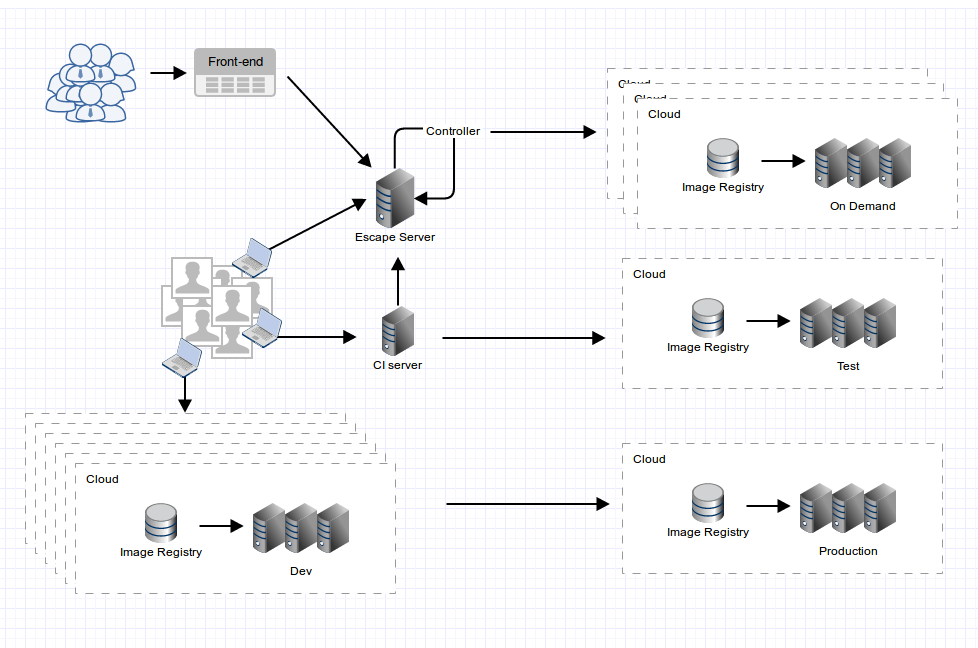 Front-end
Controller
Escape Server
CI server
Cloud
Cloud
Cloud
Image Registry
On Demand
Cloud
Image Registry
Test
Cloud
Image Registry
Dev
Cloud
Image Registry
Production